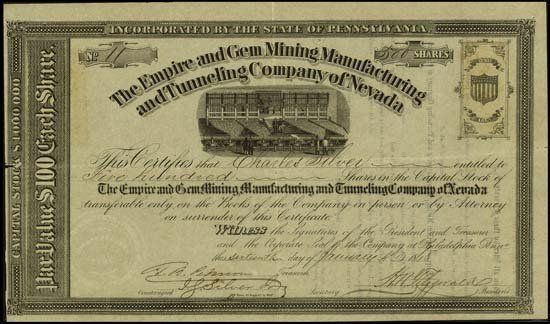 INCORPORATED BY THE STATE OF PENNSYLVANIA.
No. 11
500 SHARES
The Empire and Gem Mining Manufacturing
and Tunneling Company of Nevada
CAPITAL STOCK $1,000,000
Par Value $100 Each Share.
This Certifies that Charles Silver entitled to
Five hundred Shares in the Capital Stock of
The Empire and Gem Mining Manufacturing and Tunneling Company of Nevada
transferable only on the Books of the Company in person or by Attorney
on surrender of this Certificate.
WITNESS the Signatures of the President and Treasurer
and the Corporate Seal of the Company at Philadelphia
this sixteenth day of January
Treasurer
Countersigned
Secretary
President